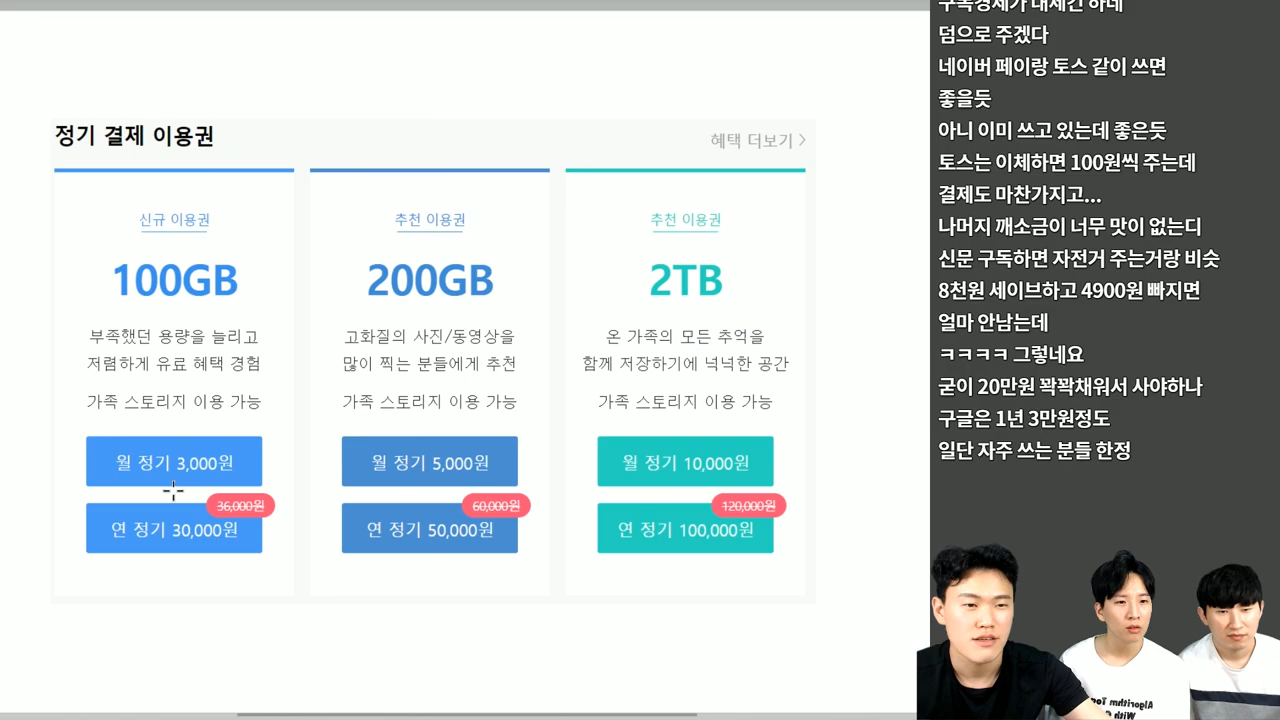 정기 결제 이용권
혜택 더보기 >
신규 이용권
100GB
부족했던 용량을 늘리고
저렴하게 유료 혜택 경험
가족 스토리지 이용 가능
월 정기 3,000원
36,000원
연 정기 30,000원
추천 이용권
200GB
고화질의 사진/동영상을
많이 찍는 분들에게 추천
가족 스토리지 이용 가능
월 정기 5,000원
60,000원
연 정기 50,000원
추천 이용권
2TB
온 가족의 모든 추억을
함께 저장하기에 넉넉한 공간
가족 스토리지 이용 가능
월 정기 10,000원
120,000원
연 정기 100,000원
구독경제가 대세긴 하네
덤으로 주겠다
네이버 페이랑 토스 같이 쓰면
좋을듯
아니 이미 쓰고 있는데 좋은듯
토스는 이체하면 100원씩 주는데
결제도 마찬가지고...
나머지 깨소금이 너무 맛이 없는디
신문 구독하면 자전거 주는거랑 비슷
8천원 세이브하고 4900원 빠지면
얼마 안남는데
ㅋㅋㅋㅋ 그렇네요
굳이 20만원 꽉꽉채워서 사야하나
구글은 1년 3만원정도
일단 자주 쓰는 분들 한정
Algorithm
With